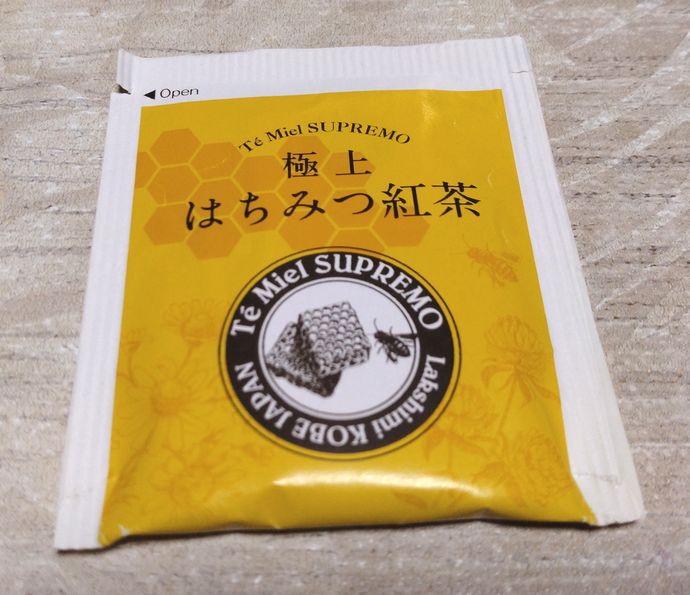 ◀ Open
Té Miel SUPREMO
極上
はちみつ紅茶
Té Miel SUPREMO
Lakshimi KOBE JAPAN